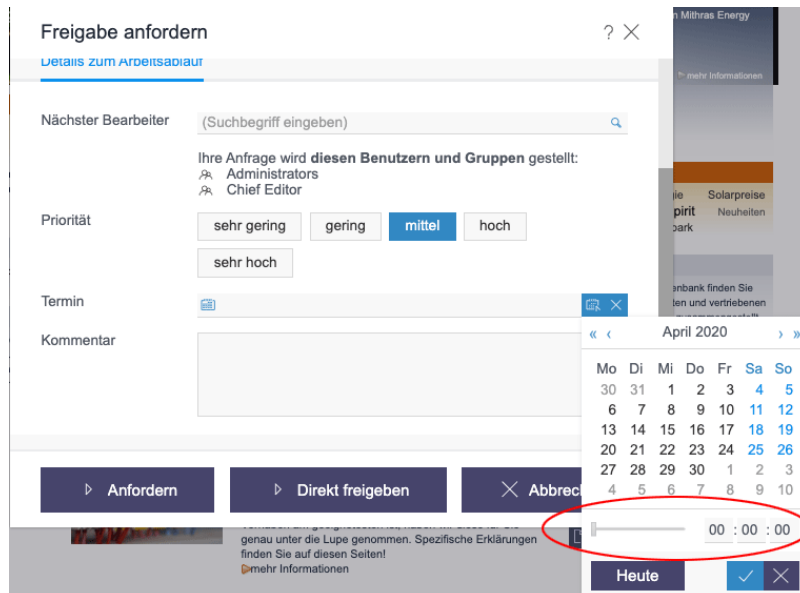 Freigabe anfordern
?
n Mithras Energy
mehr Informationen
Details zum Arbeitsablauf
Nächster Bearbeiter
(Suchbegriff eingeben)
Ihre Anfrage wird diesen Benutzern und Gruppen gestellt:
Administrators
Chief Editor
Priorität
sehr gering
gering
mittel
hoch
sehr hoch
gie Solarpreise
pirit Neuheiten
park
Termin
enbank finden Sie
ten und vertriebenen
Kommentar
« ‹ April 2020 › »
Mo Di Mi Do Fr Sa So
30 31 1 2 3 4 5
6 7 8 9 10 11 12
13 14 15 16 17 18 19
20 21 22 23 24 25 26
27 28 29 30 1 2 3
4 5 6 7 8 9 10
00 : 00 : 00
Heute
Anfordern
Direkt freigeben
Abbrec
genau unter die Lupe genommen. Spezifische Erklärungen
finden Sie auf diesen Seiten!
mehr Informationen